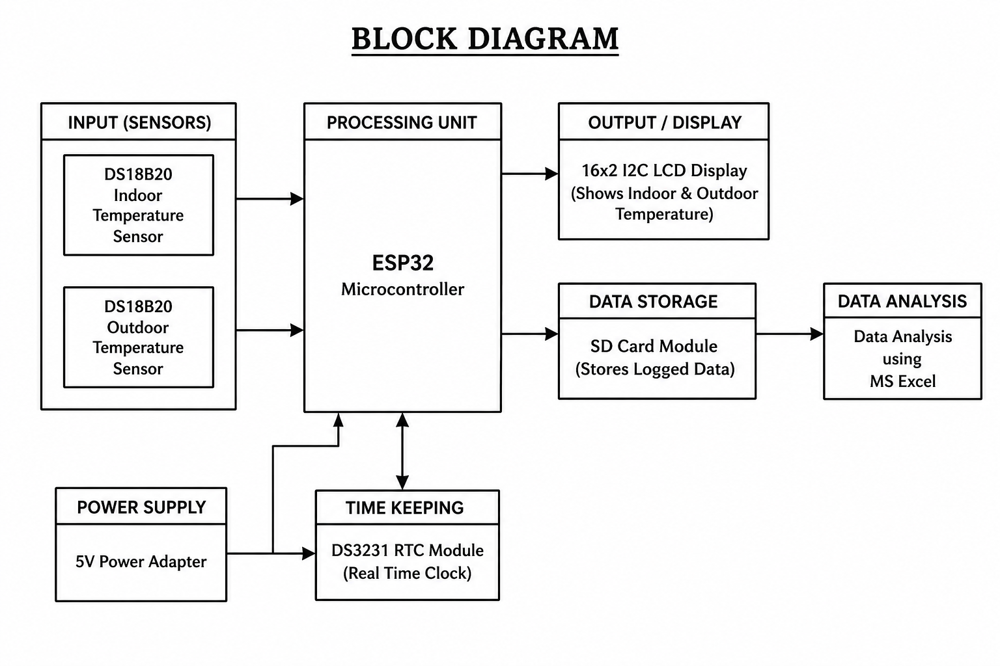 BLOCK DIAGRAM
INPUT (SENSORS)
DS18B20
Indoor
Temperature
Sensor
DS18B20
Outdoor
Temperature
Sensor
PROCESSING UNIT
ESP32
Microcontroller
OUTPUT / DISPLAY
16x2 I2C LCD Display
(Shows Indoor & Outdoor
Temperature)
DATA STORAGE
SD Card Module
(Stores Logged Data)
DATA ANALYSIS
Data Analysis
using
MS Excel
POWER SUPPLY
5V Power Adapter
TIME KEEPING
DS3231 RTC Module
(Real Time Clock)